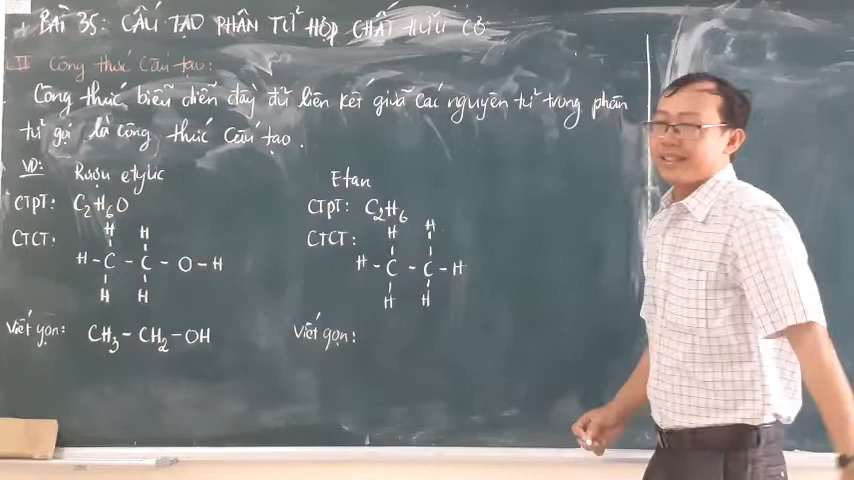 BÀI 35: CẤU TẠO PHÂN TỬ HỢP CHẤT HỮU CƠ
II Công thức Cấu tạo:
Công thức biểu diễn đầy đủ liên kết giữa các nguyên tử trong phân
tử gọi là công thức cấu tạo.
VD: Rượu etylic
Etan
CTPT: C2H6O
CTPT: C2H6
CTCT:
CTCT:
H H
H H
H - C - C - O - H
H - C - C - H
H H
H H
Viết gọn: CH3 - CH2 - OH
Viết gọn: